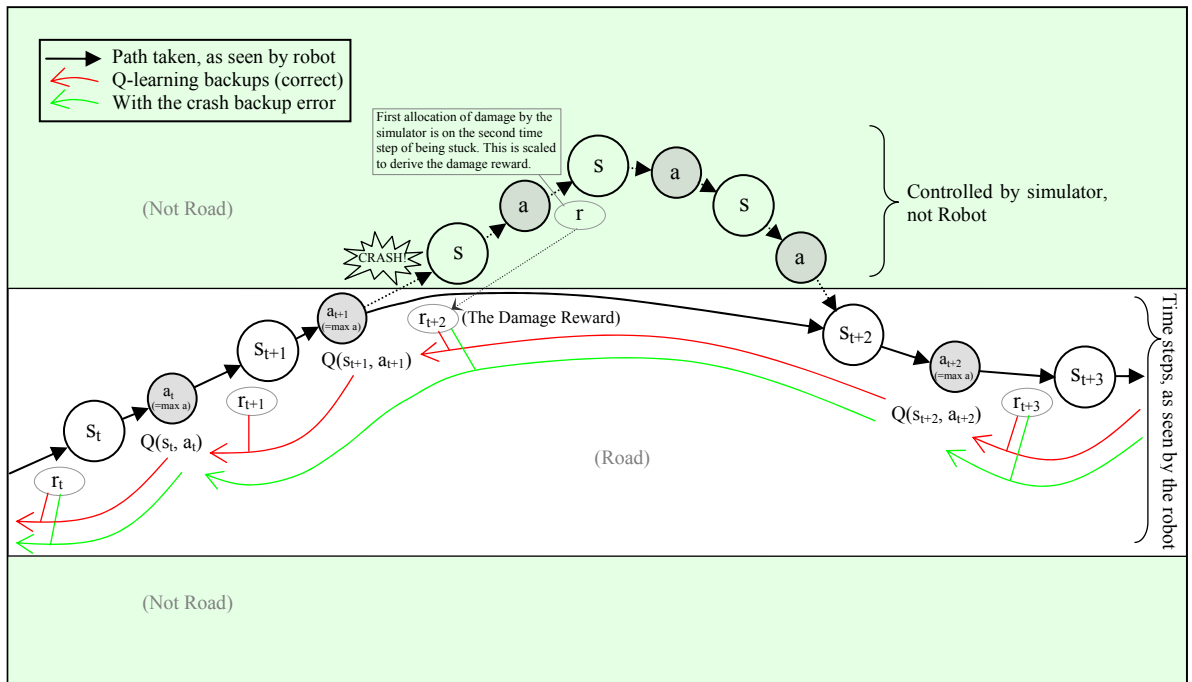 Path taken, as seen by robot
Q-learning backups (correct)
With the crash backup error
First allocation of damage by the
simulator is on the second time
step of being stuck. This is scaled
to derive the damage reward.
(Not Road)
Controlled by simulator,
not Robot
s
a
s
r
a
s
a
CRASH!
a_{t+1}
(=max a)
r_{t+2}
(The Damage Reward)
s_{t+1}
Q(s_{t+1}, a_{t+1})
s_{t+2}
a_{t+2}
(=max a)
s_{t+3}
a_t
(=max a)
r_{t+1}
Q(s_{t+2}, a_{t+2})
r_{t+3}
s_t
Q(s_t, a_t)
r_t
(Road)
Time steps, as seen by the robot
(Not Road)